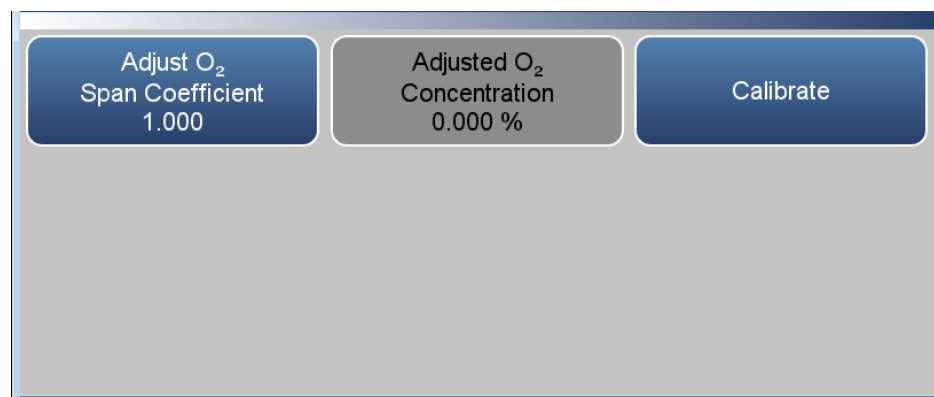 Adjust O₂
Span Coefficient
1.000
Adjusted O₂
Concentration
0.000 %
Calibrate